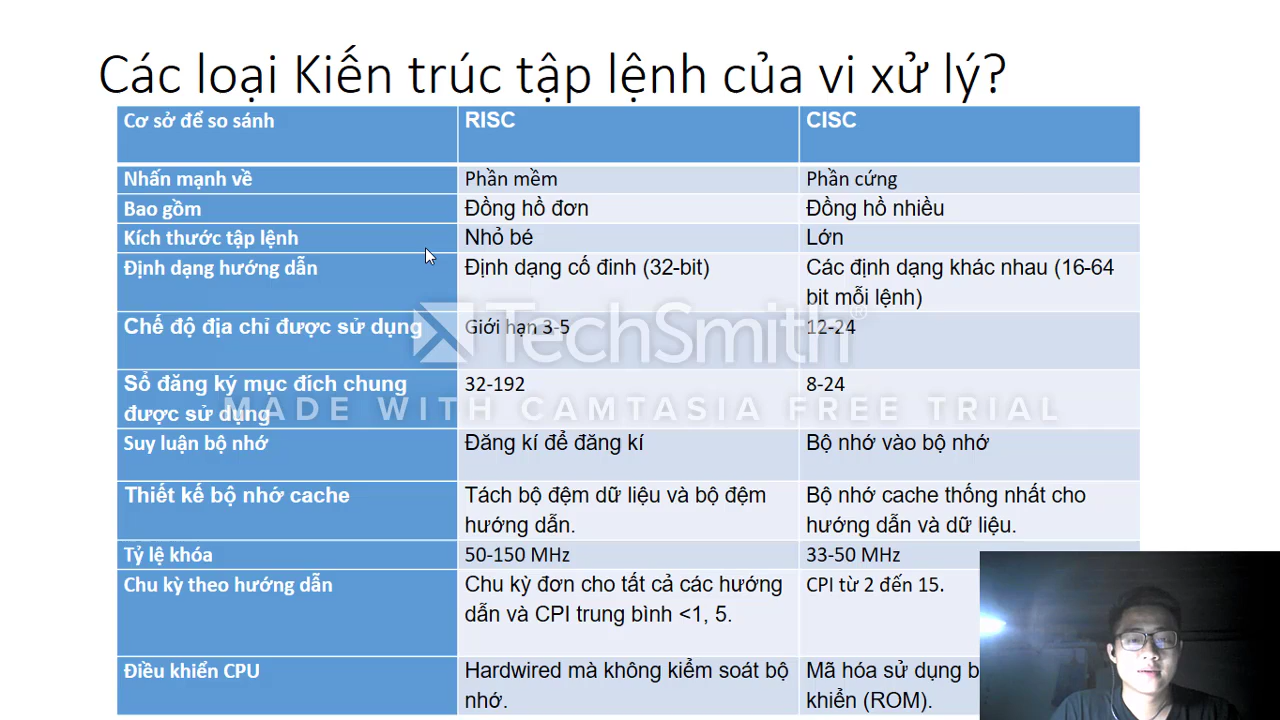 Các loại Kiến trúc tập lệnh của vi xử lý?
Cơ sở để so sánh
RISC
CISC
Nhấn mạnh về
Phần mềm
Phần cứng
Bao gồm
Đồng hồ đơn
Đồng hồ nhiều
Kích thước tập lệnh
Nhỏ bé
Lớn
Định dạng hướng dẫn
Định dạng cố đinh (32-bit)
Các định dạng khác nhau (16-64
bit mỗi lệnh)
Chế độ địa chỉ được sử dụng
Giới hạn 3-5
12-24
Sổ đăng ký mục đích chung
được sử dụng
32-192
8-24
Suy luận bộ nhớ
Đăng kí để đăng kí
Bộ nhớ vào bộ nhớ
Thiết kế bộ nhớ cache
Tách bộ đệm dữ liệu và bộ đệm
hướng dẫn.
Bộ nhớ cache thống nhất cho
hướng dẫn và dữ liệu.
Tỷ lệ khóa
50-150 MHz
33-50 MHz
Chu kỳ theo hướng dẫn
Chu kỳ đơn cho tất cả các hướng
dẫn và CPI trung bình <1, 5.
CPI từ 2 đến 15.
Điều khiển CPU
Hardwired mà không kiểm soát bộ
nhớ.
Mã hóa sử dụng
khiển (ROM).
TechSmith®
MADE WITH CAMTASIA FREE TRIAL